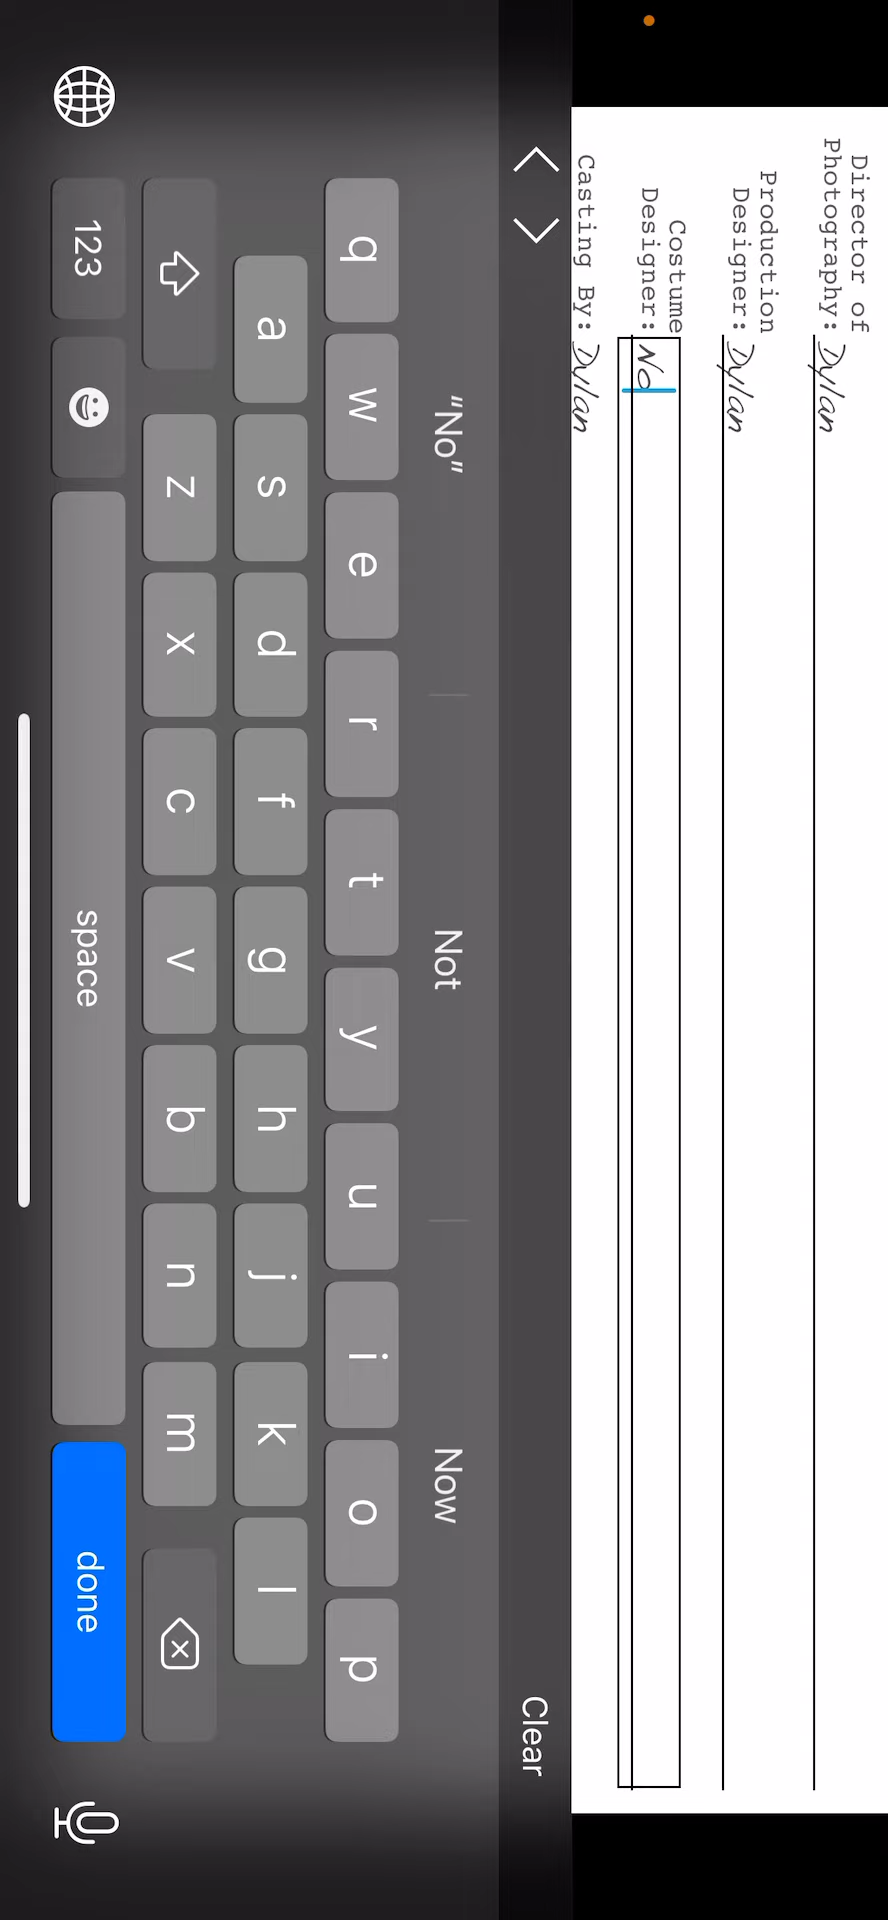 Director of
Photography: Dylan
Production
Designer: Dylan
Costume
Designer: No
Casting By: Dylan
Clear
"No" Not Now
q w e r t y u i o p
a s d f g h j k l
z x c v b n m
123 space done